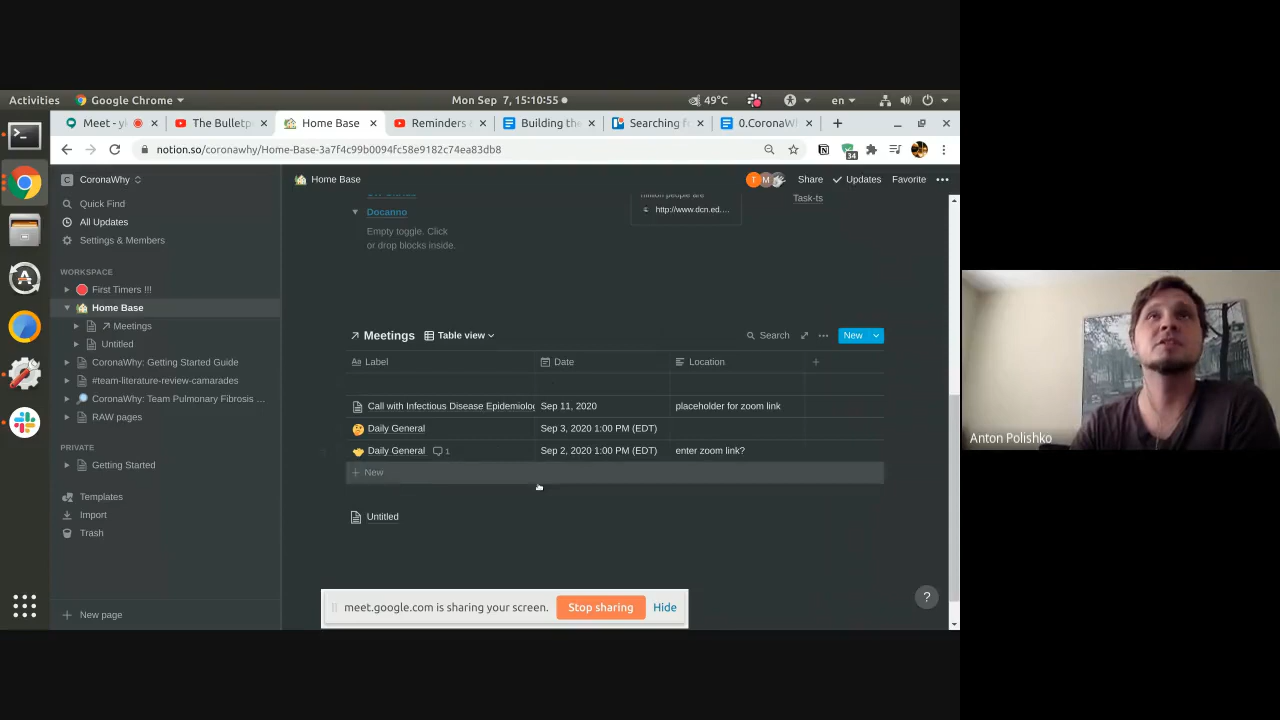 Activities
Google Chrome
Mon Sep 7, 15:10:55
49°C
en
Meet - y
The Bulletp
Home Base
Reminders
Building the
Searching f
0.CoronaWh
notion.so/coronawhy/Home-Base-3a7f4c99b0094fc58e9182c74ea83db8
34
C CoronaWhy
Home Base
T M
Share
Updates
Favorite
Quick Find
All Updates
Settings & Members
WORKSPACE
First Timers !!!
Home Base
Meetings
Untitled
CoronaWhy: Getting Started Guide
#team-literature-review-camarades
CoronaWhy: Team Pulmonary Fibrosis ...
RAW pages
PRIVATE
Getting Started
Templates
Import
Trash
New page
million people are
http://www.dcn.ed....
Task-ts
Docanno
Empty toggle. Click
or drop blocks inside.
Meetings
Table view
Search
New
Aa Label
Date
Location
Call with Infectious Disease Epidemiolog Sep 11, 2020 placeholder for zoom link
Daily General Sep 3, 2020 1:00 PM (EDT)
Daily General 1 Sep 2, 2020 1:00 PM (EDT) enter zoom link?
New
Untitled
meet.google.com is sharing your screen.
Stop sharing
Hide
?
Anton Polishko